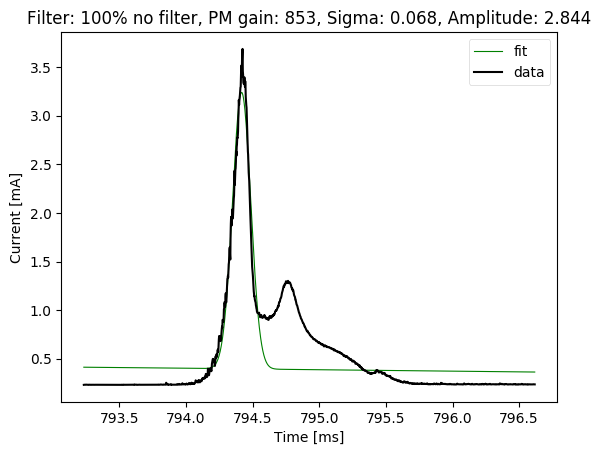 Filter: 100% no filter, PM gain: 853, Sigma: 0.068, Amplitude: 2.844
fit
data
3.5
3.0
2.5
2.0
1.5
1.0
0.5
Current [mA]
793.5 794.0 794.5 795.0 795.5 796.0 796.5
Time [ms]